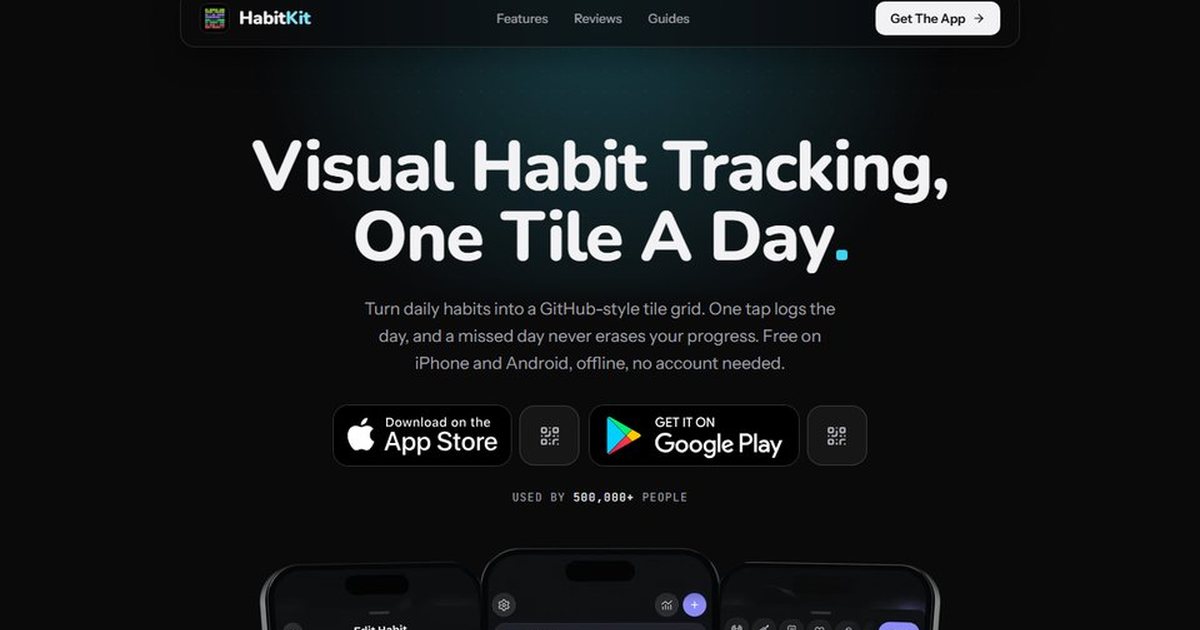 HabitKit
Features
Reviews
Guides
Get The App
Visual Habit Tracking,
One Tile A Day.
Turn daily habits into a GitHub-style tile grid. One tap logs the
day, and a missed day never erases your progress. Free on
iPhone and Android, offline, no account needed.
Download on the
App Store
GET IT ON
Google Play
USED BY 500,000+ PEOPLE
Edit Habit